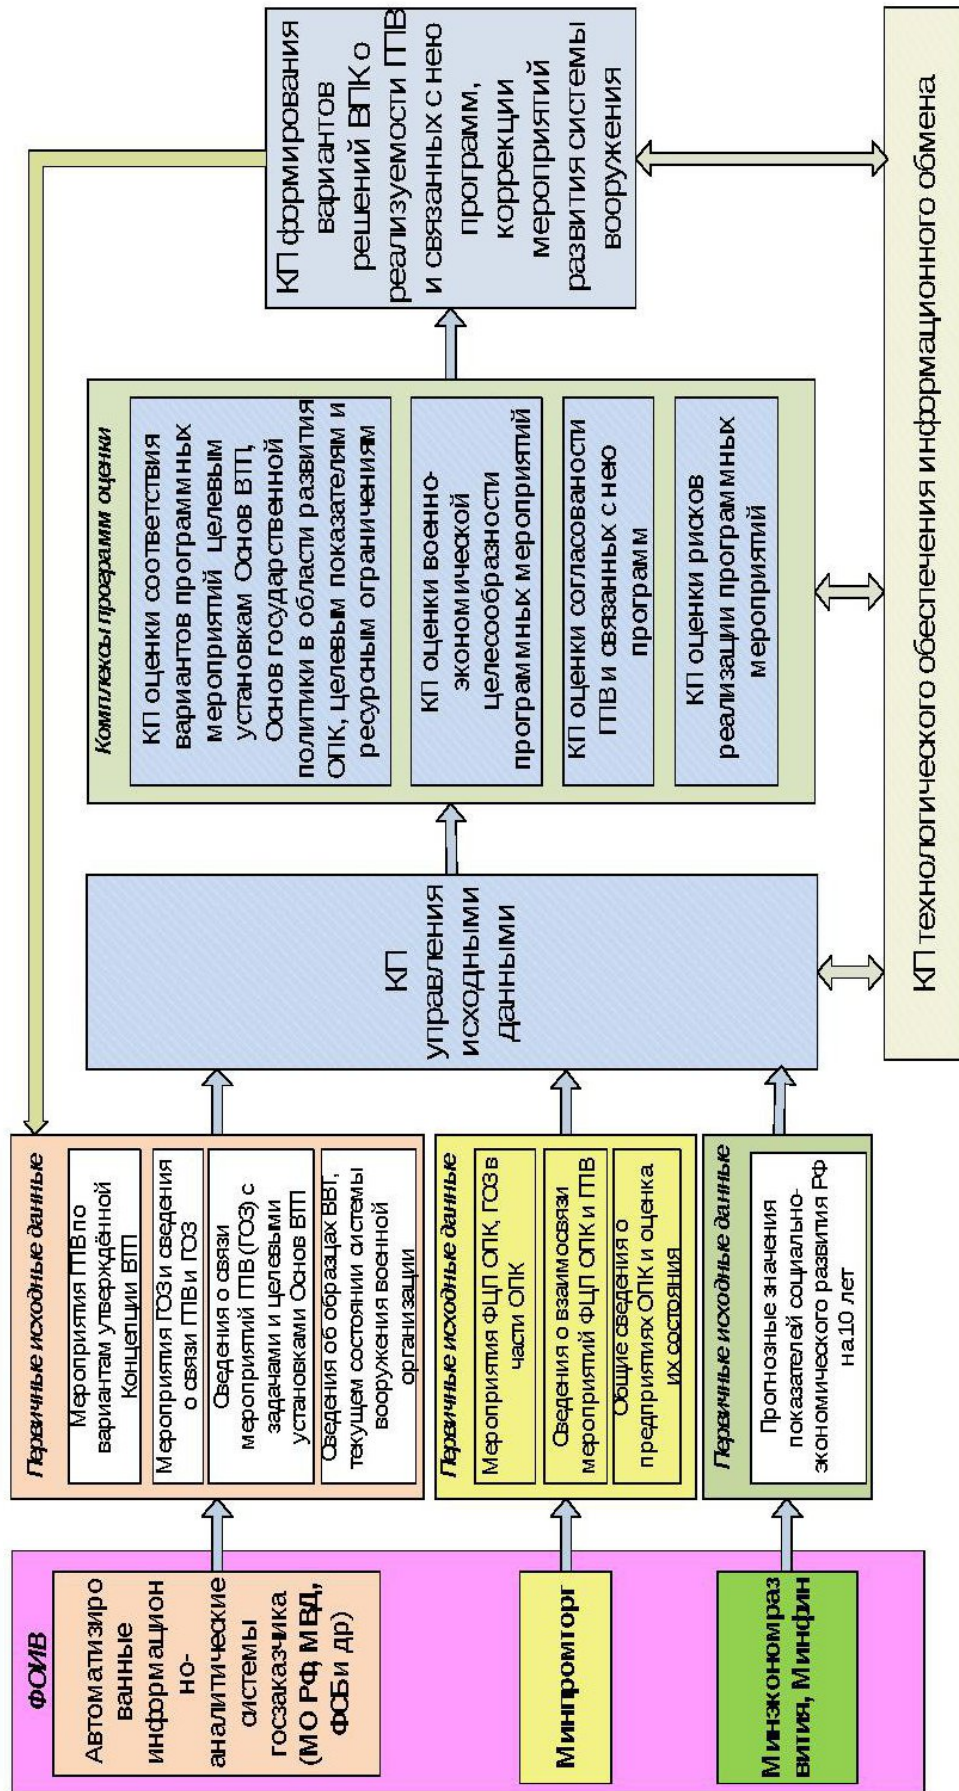 ФОИВ
Автоматизиро
ванные
информацион
но-
аналитические
системы
госзаказчика
(МО РФ, МВД,
ФСБ и др)
Минпромторг
Минэкономраз
вития, Минфин
Первичные исходные данные
Мероприятия ГПВ по
вариантам утверждённой
Концепции ВТП
Мероприятия ГОЗ и сведения
о связи ГПВ и ГОЗ
Сведения о связи
мероприятий ГПВ (ГОЗ) с
задачами и целевыми
установками Основ ВТП
Сведения об образцах ВВТ,
текущем состоянии системы
вооружения военной
организации
Первичные исходные данные
Мероприятия ФЦП ОПК, ГОЗ в
части ОПК
Сведения о взаимосвязи
мероприятий ФЦП ОПК и ГПВ
Общие сведения о
предприятиях ОПК и оценка
их состояния
Первичные исходные данные
Прогнозные значения
показателей социально-
экономического развития РФ
на 10 лет
КП
управления
исходными
данными
Комплексы программ оценки
КП оценки соответствия
вариантов программных
мероприятий целевым
установкам Основ ВТП,
Основ государственной
политики в области развития
ОПК, целевым показателям и
ресурсным ограничениям
КП оценки военно-
экономической
целесообразности
программных мероприятий
КП оценки согласованости
ГПВ и связанных с нею
программ
КП оценки рисков
реализации программных
мероприятий
КП формирования
вариантов
решений ВПК о
реализуемости ГПВ
и связанных с нею
программ,
коррекции
мероприятий
развития системы
вооружения
КП технологического обеспечения информационного обмена